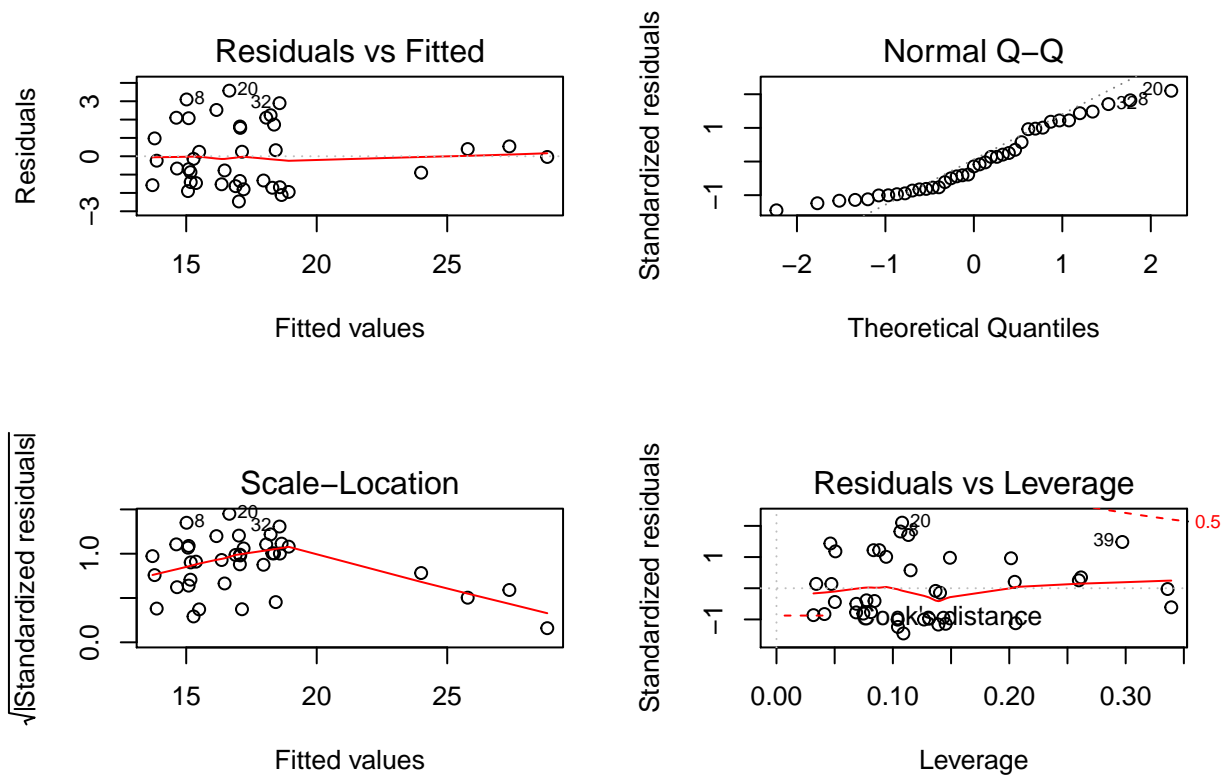 Residuals vs Fitted
Residuals
3
0
−3
8
20
32
15 20 25
Fitted values
Normal Q−Q
Standardized residuals
1
−1
20
32
8
−2 −1 0 1 2
Theoretical Quantiles
Scale−Location
√|Standardized residuals|
1.0
0.0
8
20
32
15 20 25
Fitted values
Residuals vs Leverage
Standardized residuals
1
−1
20
39
0.5
Cook's distance
0.00 0.10 0.20 0.30
Leverage